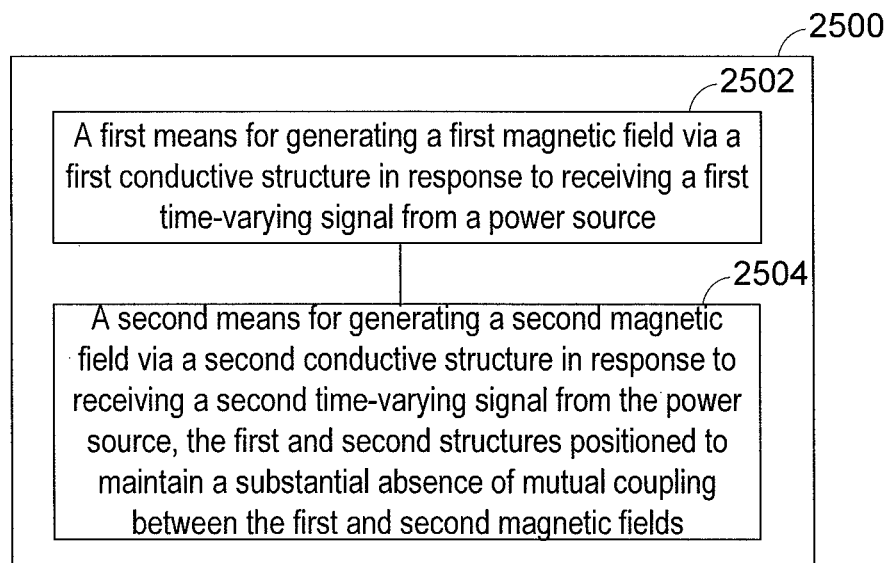 2500
2502
A first means for generating a first magnetic field via a
first conductive structure in response to receiving a first
time-varying signal from a power source
2504
A second means for generating a second magnetic
field via a second conductive structure in response to
receiving a second time-varying signal from the power
source, the first and second structures positioned to
maintain a substantial absence of mutual coupling
between the first and second magnetic fields